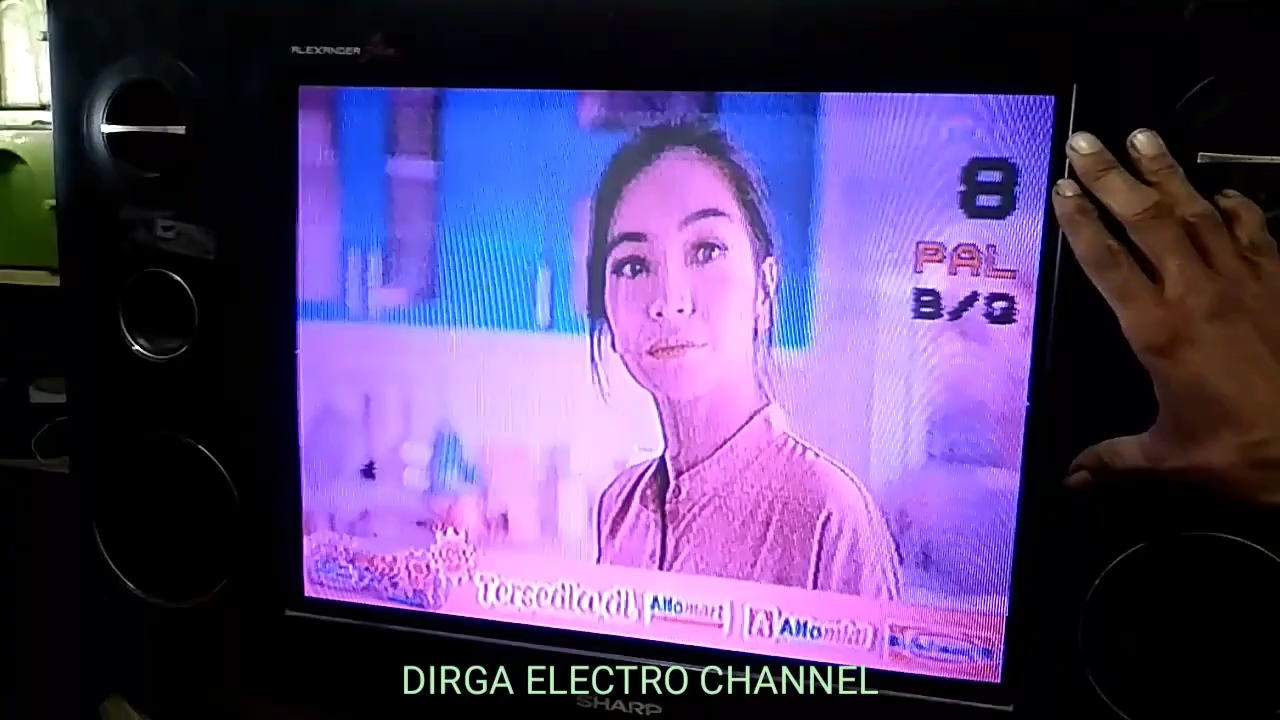 ALEXANDER
8
PAL
B/G
Tersedia di Alfamart Alfamidi
DIRGA ELECTRO CHANNEL
SHARP